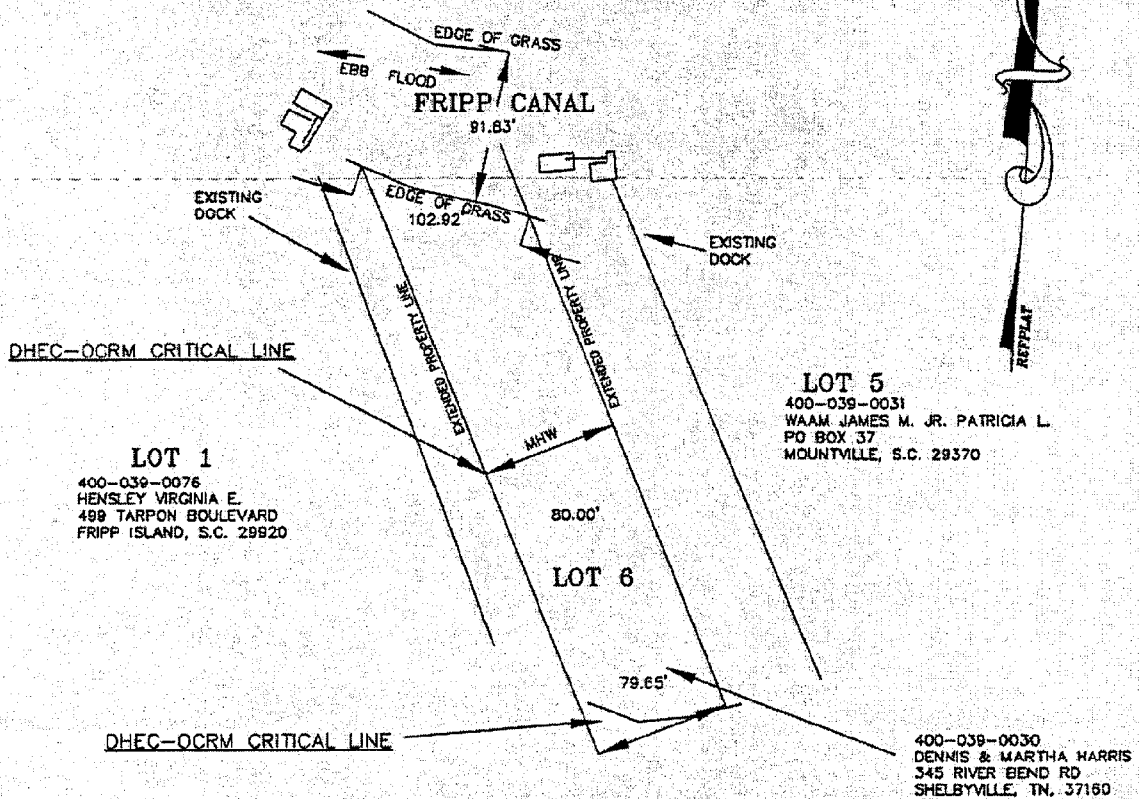 EDGE OF GRASS
EBB FLOOD
FRIPP CANAL
91.83'
EXISTING
DOCK
EDGE OF GRASS
102.92'
EXISTING
DOCK
EXTENDED PROPERTY LINE
EXTENDED PROPERTY LINE
REFPLAT
DHEC-OCRM CRITICAL LINE
MHW
LOT 5
400-039-0031
WAAM JAMES M. JR. PATRICIA L.
PO BOX 37
MOUNTVILLE, S.C. 29370
LOT 1
400-039-0076
HENSLEY VIRGINIA E.
499 TARPON BOULEVARD
FRIPP ISLAND, S.C. 29920
80.00'
LOT 6
79.65'
DHEC-OCRM CRITICAL LINE
400-039-0030
DENNIS & MARTHA HARRIS
345 RIVER BEND RD
SHELBYVILLE, TN, 37160